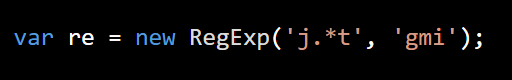 var re = new RegExp('j.*t', 'gmi');